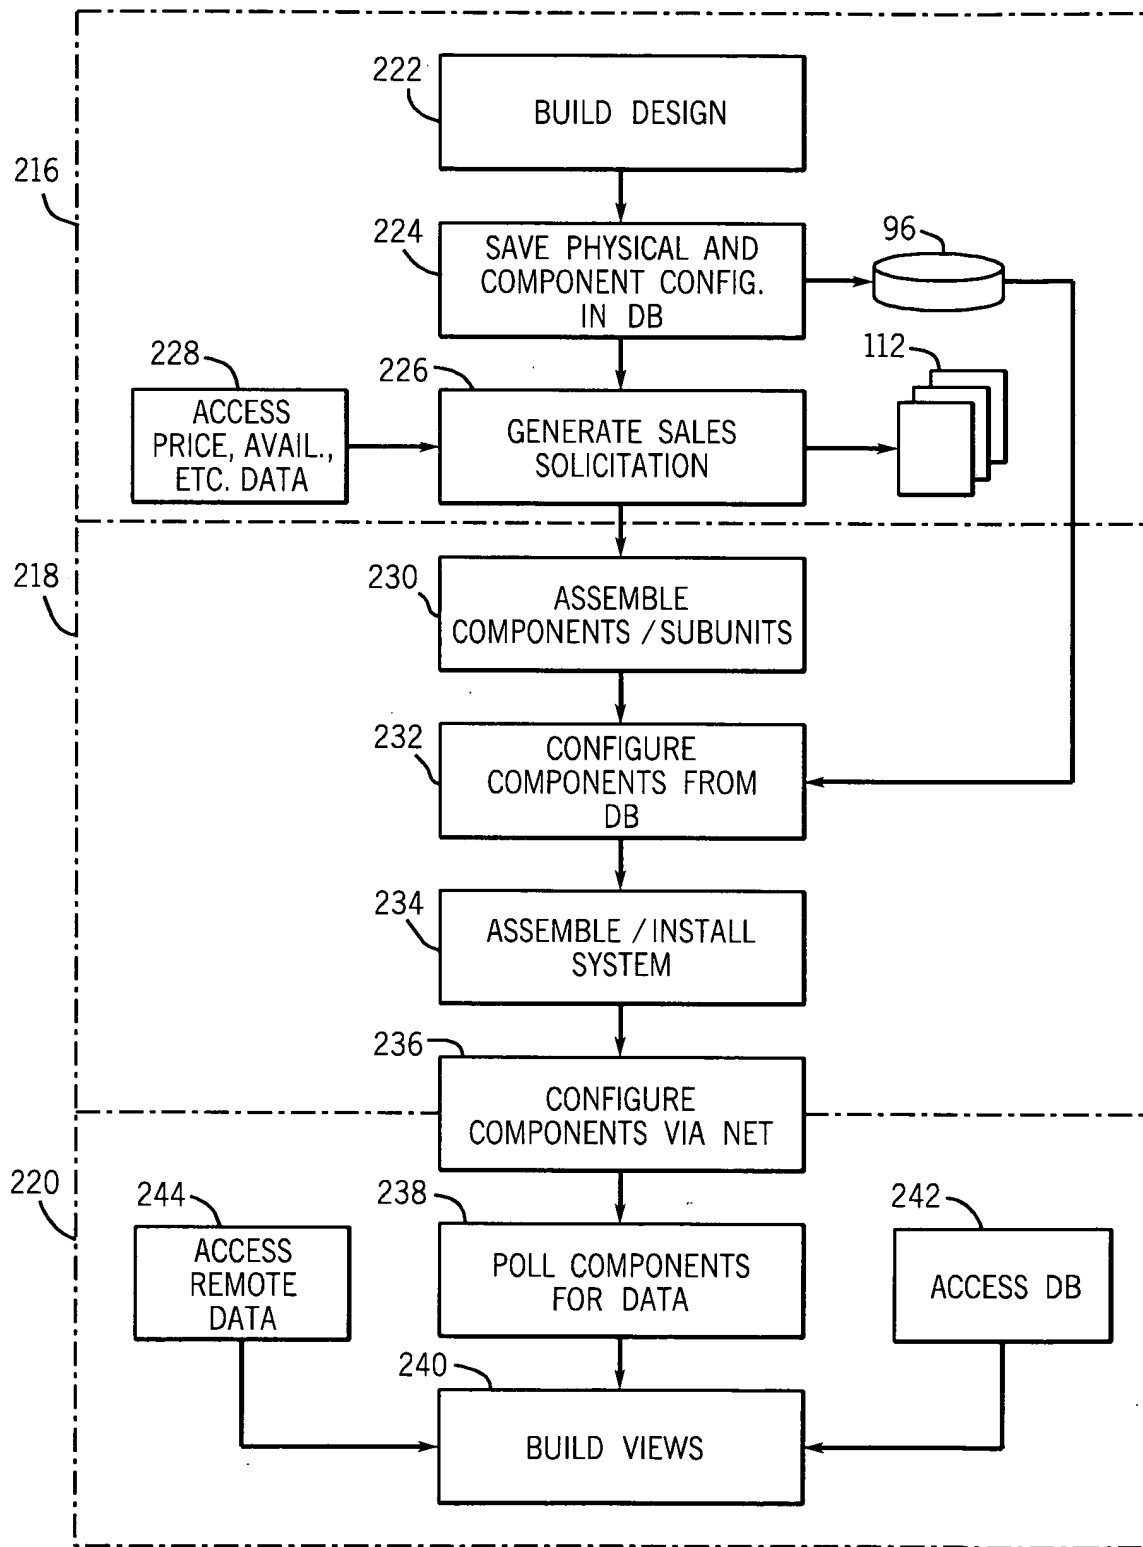 222
BUILD DESIGN
216
224
SAVE PHYSICAL AND
COMPONENT CONFIG.
IN DB
96
228
ACCESS
PRICE, AVAIL.,
ETC. DATA
226
GENERATE SALES
SOLICITATION
112
218
230
ASSEMBLE
COMPONENTS / SUBUNITS
232
CONFIGURE
COMPONENTS FROM
DB
234
ASSEMBLE / INSTALL
SYSTEM
236
CONFIGURE
COMPONENTS VIA NET
220
244
ACCESS
REMOTE
DATA
238
POLL COMPONENTS
FOR DATA
242
ACCESS DB
240
BUILD VIEWS